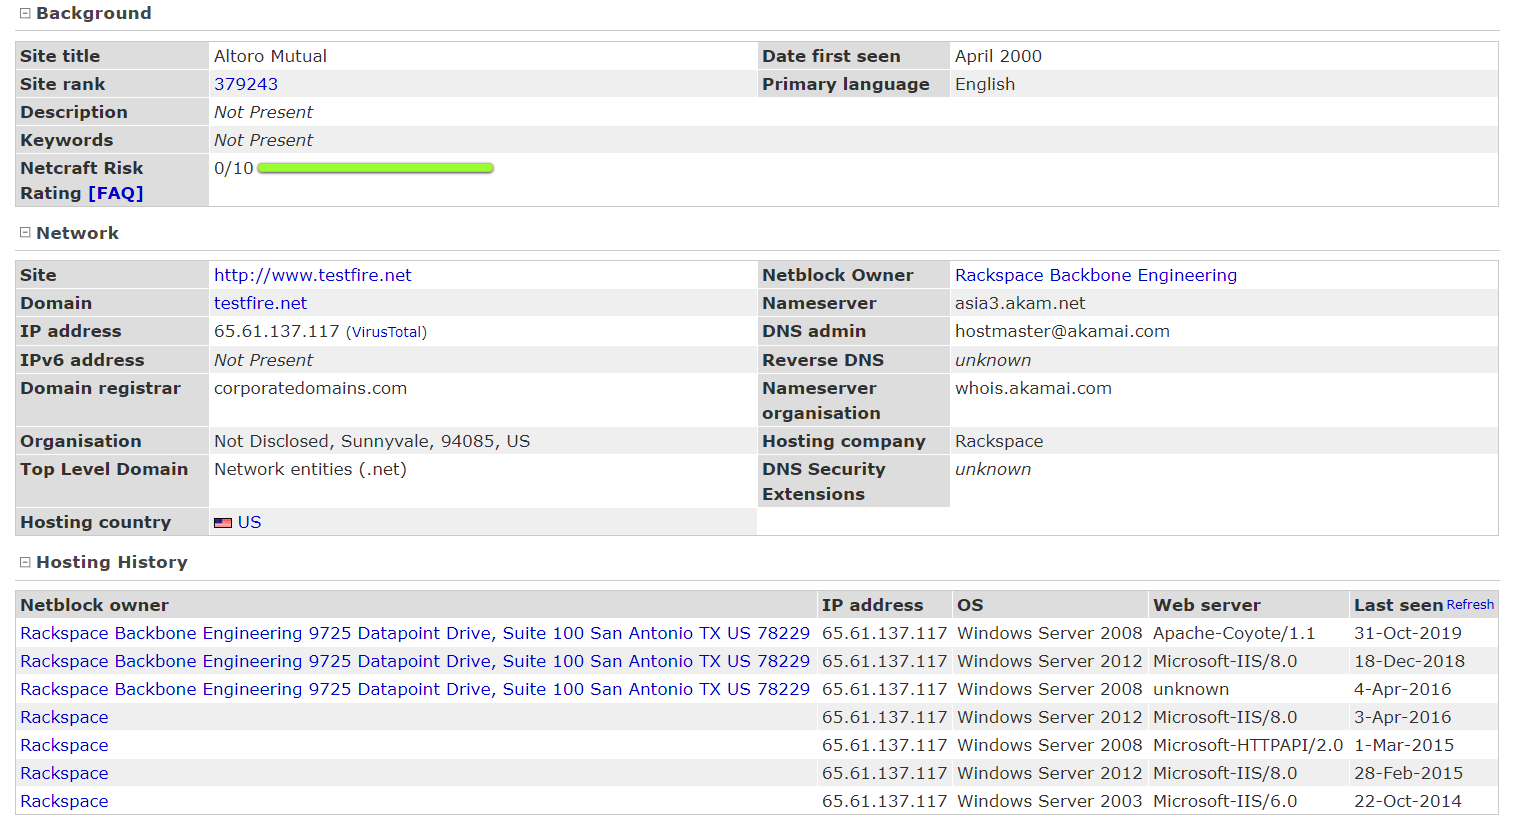 Background
Site title Altoro Mutual Date first seen April 2000
Site rank 379243 Primary language English
Description Not Present
Keywords Not Present
Netcraft Risk Rating [FAQ] 0/10
Network
Site http://www.testfire.net Netblock Owner Rackspace Backbone Engineering
Domain testfire.net Nameserver asia3.akam.net
IP address 65.61.137.117 (VirusTotal) DNS admin hostmaster@akamai.com
IPv6 address Not Present Reverse DNS unknown
Domain registrar corporatedomains.com Nameserver organisation whois.akamai.com
Organisation Not Disclosed, Sunnyvale, 94085, US Hosting company Rackspace
Top Level Domain Network entities (.net) DNS Security Extensions unknown
Hosting country US
Hosting History
Netblock owner IP address OS Web server Last seen Refresh
Rackspace Backbone Engineering 9725 Datapoint Drive, Suite 100 San Antonio TX US 78229 65.61.137.117 Windows Server 2008 Apache-Coyote/1.1 31-Oct-2019
Rackspace Backbone Engineering 9725 Datapoint Drive, Suite 100 San Antonio TX US 78229 65.61.137.117 Windows Server 2012 Microsoft-IIS/8.0 18-Dec-2018
Rackspace Backbone Engineering 9725 Datapoint Drive, Suite 100 San Antonio TX US 78229 65.61.137.117 Windows Server 2008 unknown 4-Apr-2016
Rackspace 65.61.137.117 Windows Server 2012 Microsoft-IIS/8.0 3-Apr-2016
Rackspace 65.61.137.117 Windows Server 2008 Microsoft-HTTPAPI/2.0 1-Mar-2015
Rackspace 65.61.137.117 Windows Server 2012 Microsoft-IIS/8.0 28-Feb-2015
Rackspace 65.61.137.117 Windows Server 2003 Microsoft-IIS/6.0 22-Oct-2014